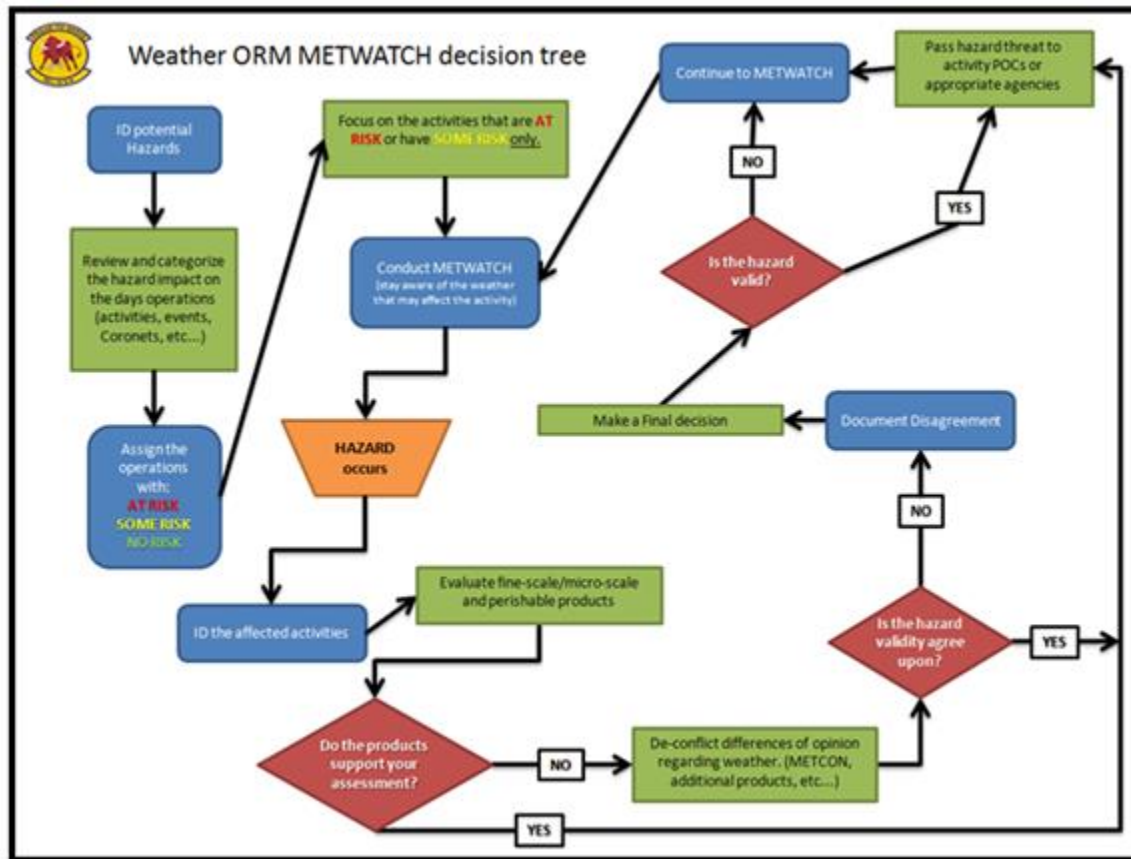 Weather ORM METWATCH decision tree
ID potential
Hazards
Review and categorize
the hazard impact on
the days operations
(activities, events,
Coronets, etc....)
Assign the
operations
with:
AT RISK
SOME RISK
NO RISK
Focus on the activities that are AT
RISK or have SOME RISK only.
Conduct METWATCH
(stay aware of the weather
that may affect the activity)
HAZARD
occurs
ID the affected activities
Evaluate fine-scale/micro-scale
and perishable products
Do the products
support your
assessment?
NO
YES
De-conflict differences of opinion
regarding weather. (METCON,
additional products, etc....)
Is the hazard
validity agree
upon?
YES
NO
Document Disagreement
Make a Final decision
Is the hazard
valid?
NO
YES
Continue to METWATCH
Pass hazard threat to
activity POCs or
appropriate agencies